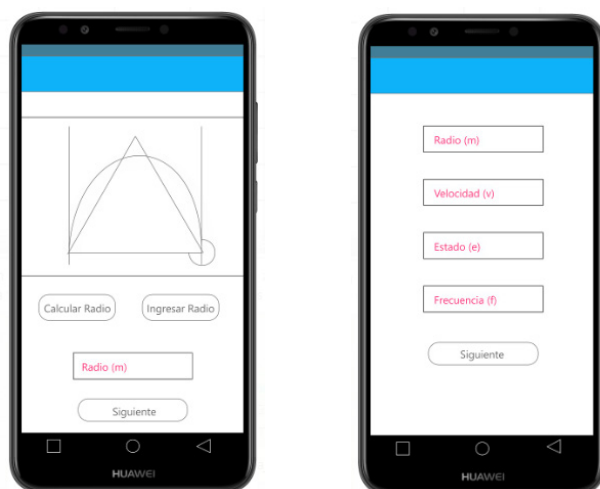 Calcular Radio
Ingresar Radio
Radio (m)
Siguiente
HUAWEI
Radio (m)
Velocidad (v)
Estado (e)
Frecuencia (f)
Siguiente
HUAWEI